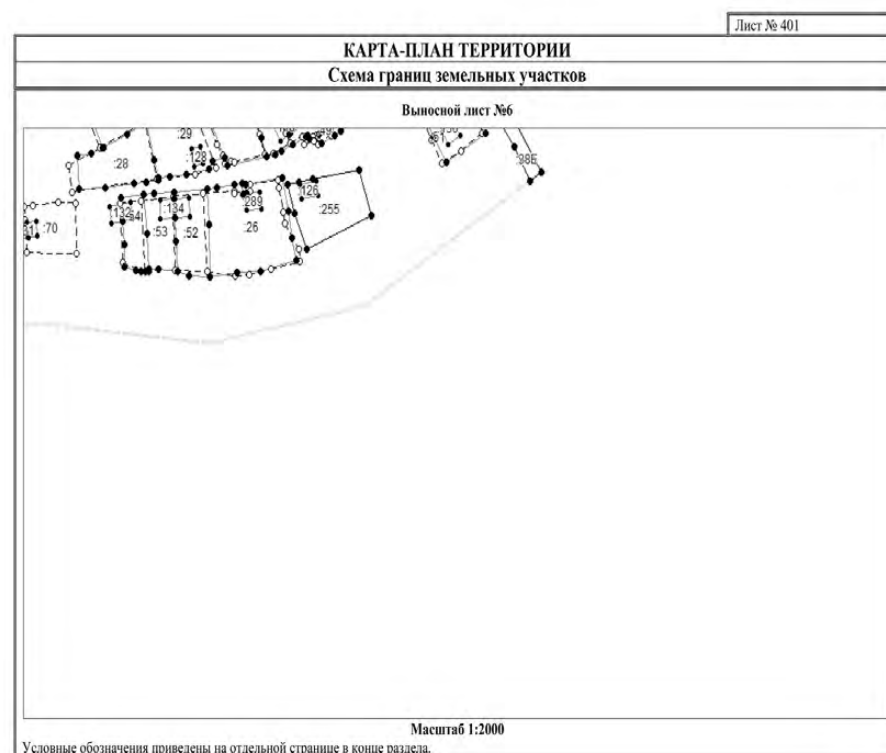 Лист № 401
КАРТА-ПЛАН ТЕРРИТОРИИ
Схема границ земельных участков
Выносной лист №6
:29
:128
:28
:255
:126
:289
:134
:132
:70
:53
:52
:26
Масштаб 1:2000
Условные обозначения приведены на отдельной странице в конце раздела.